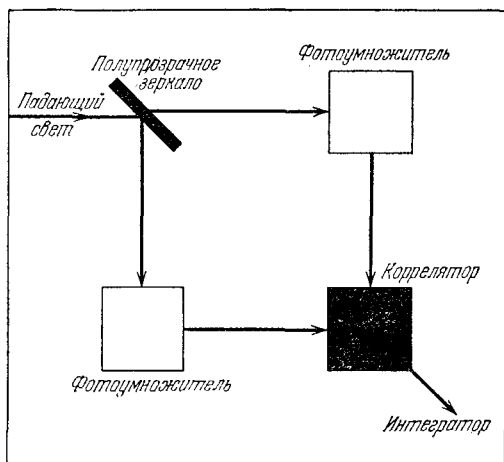 Полупрозрачное
зеркало
Фотоумножитель
Падающий
свет
Коррелятор
Фотоумножитель
Интегратор